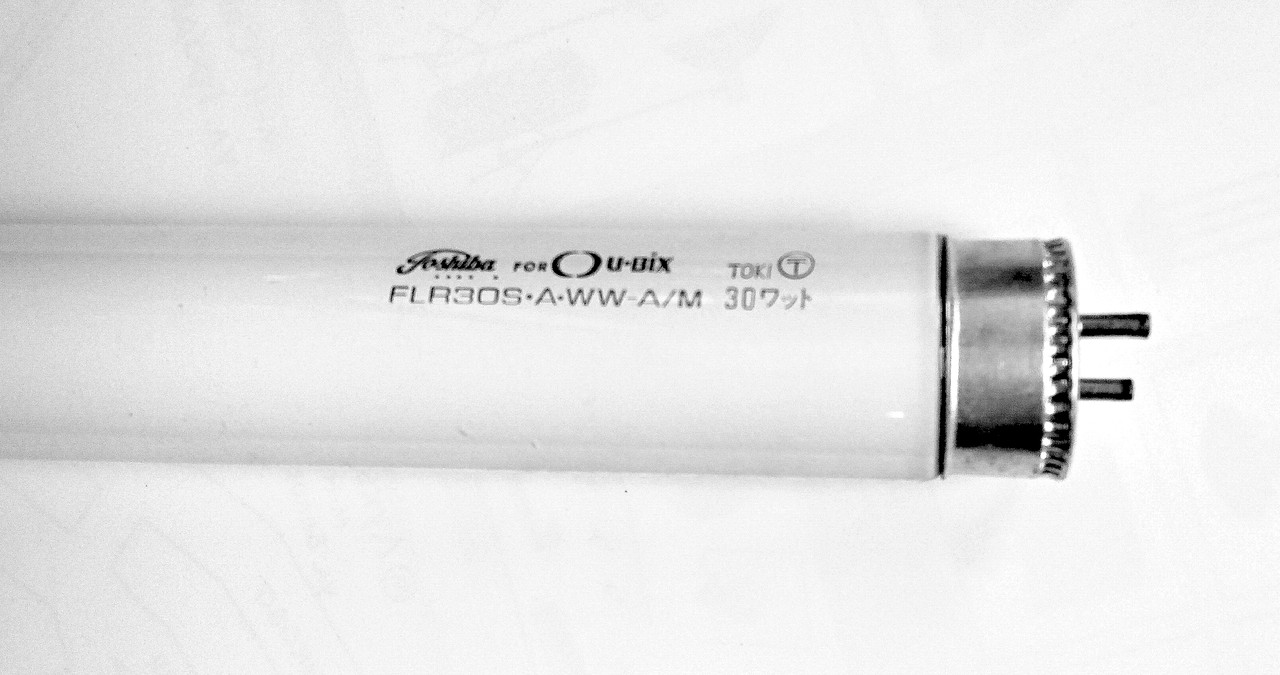 Toshiba FOR U-BIX TOKI T
FLR30S·A·WW-A/M 30ワット